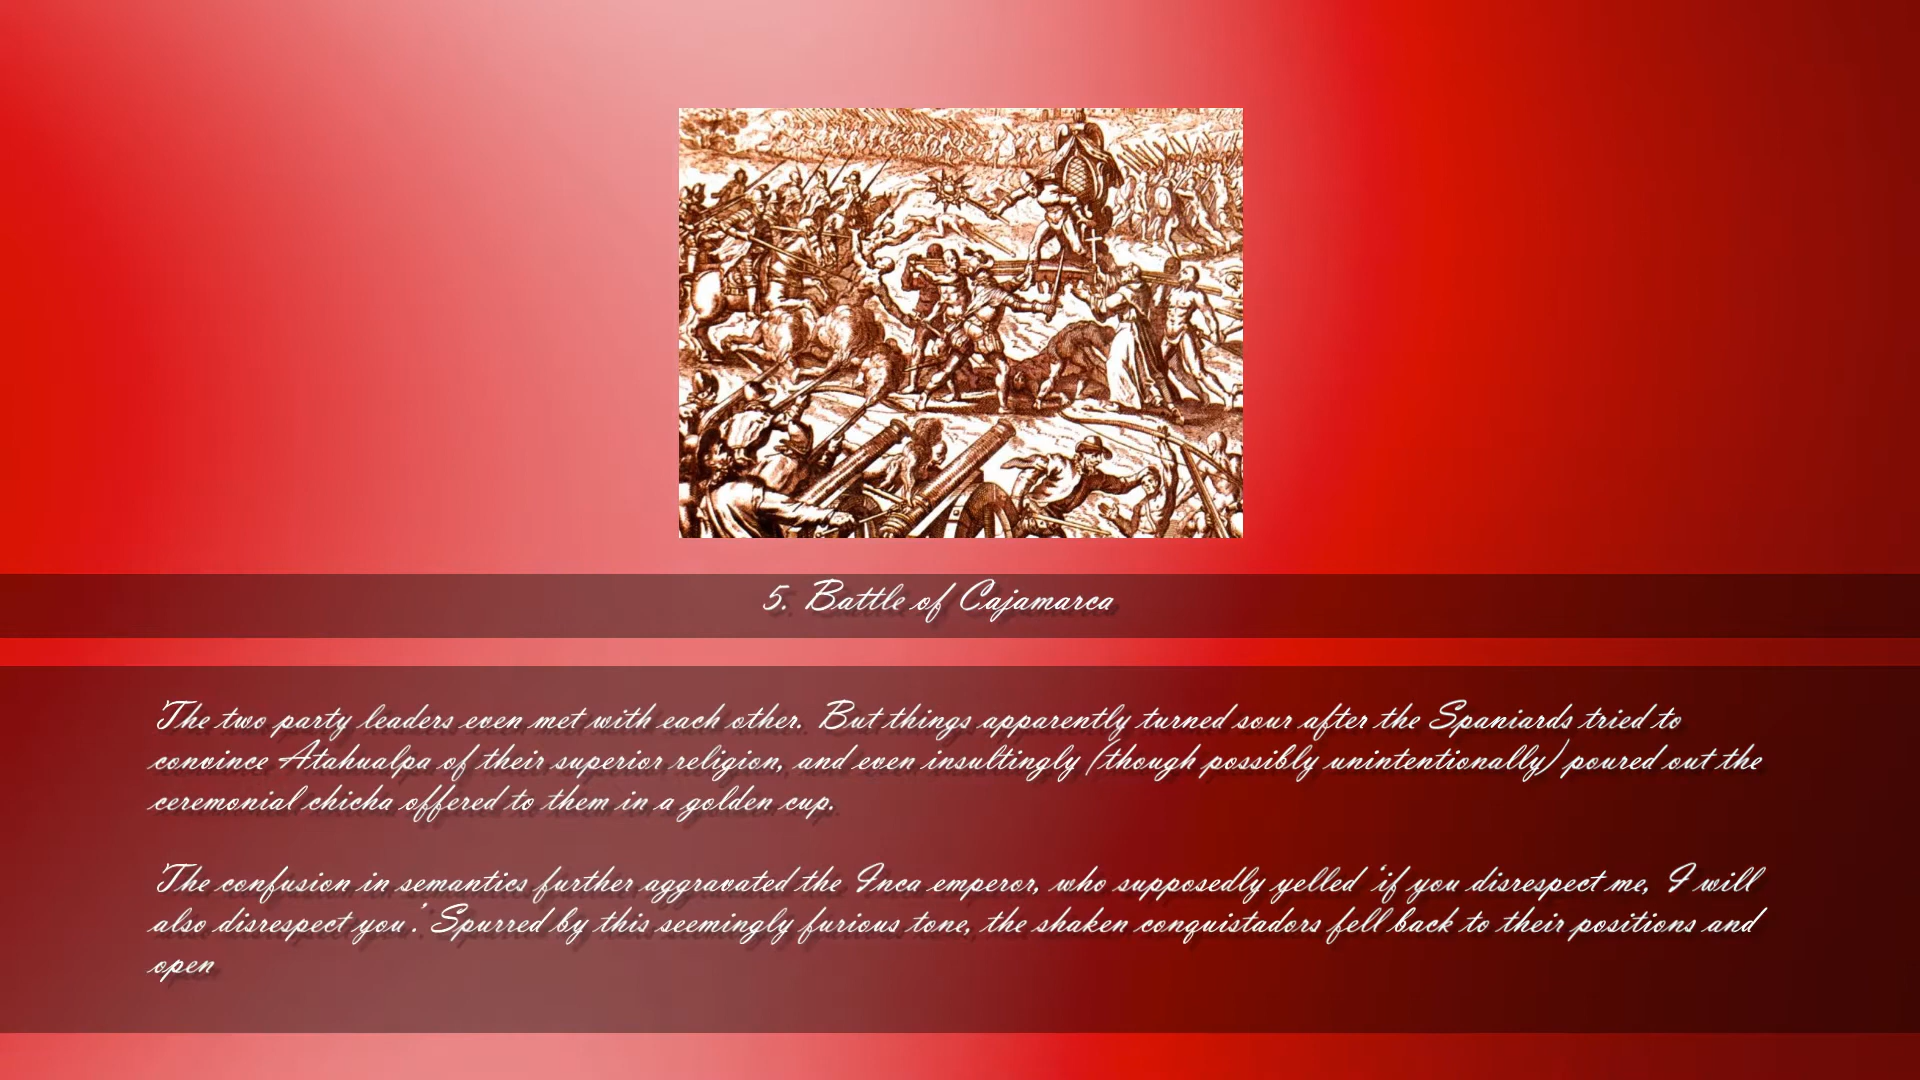 5. Battle of Cajamarca
The two party leaders even met with each other. But things apparently turned sour after the Spaniards tried to
convince Atahualpa of their superior religion, and even insultingly (though possibly unintentionally) poured out the
ceremonial chicha offered to them in a golden cup.
The confusion in semantics further aggravated the Inca emperor, who supposedly yelled 'if you disrespect me, I will
also disrespect you.' Spurred by this seemingly furious tone, the shaken conquistadors fell back to their positions and
open